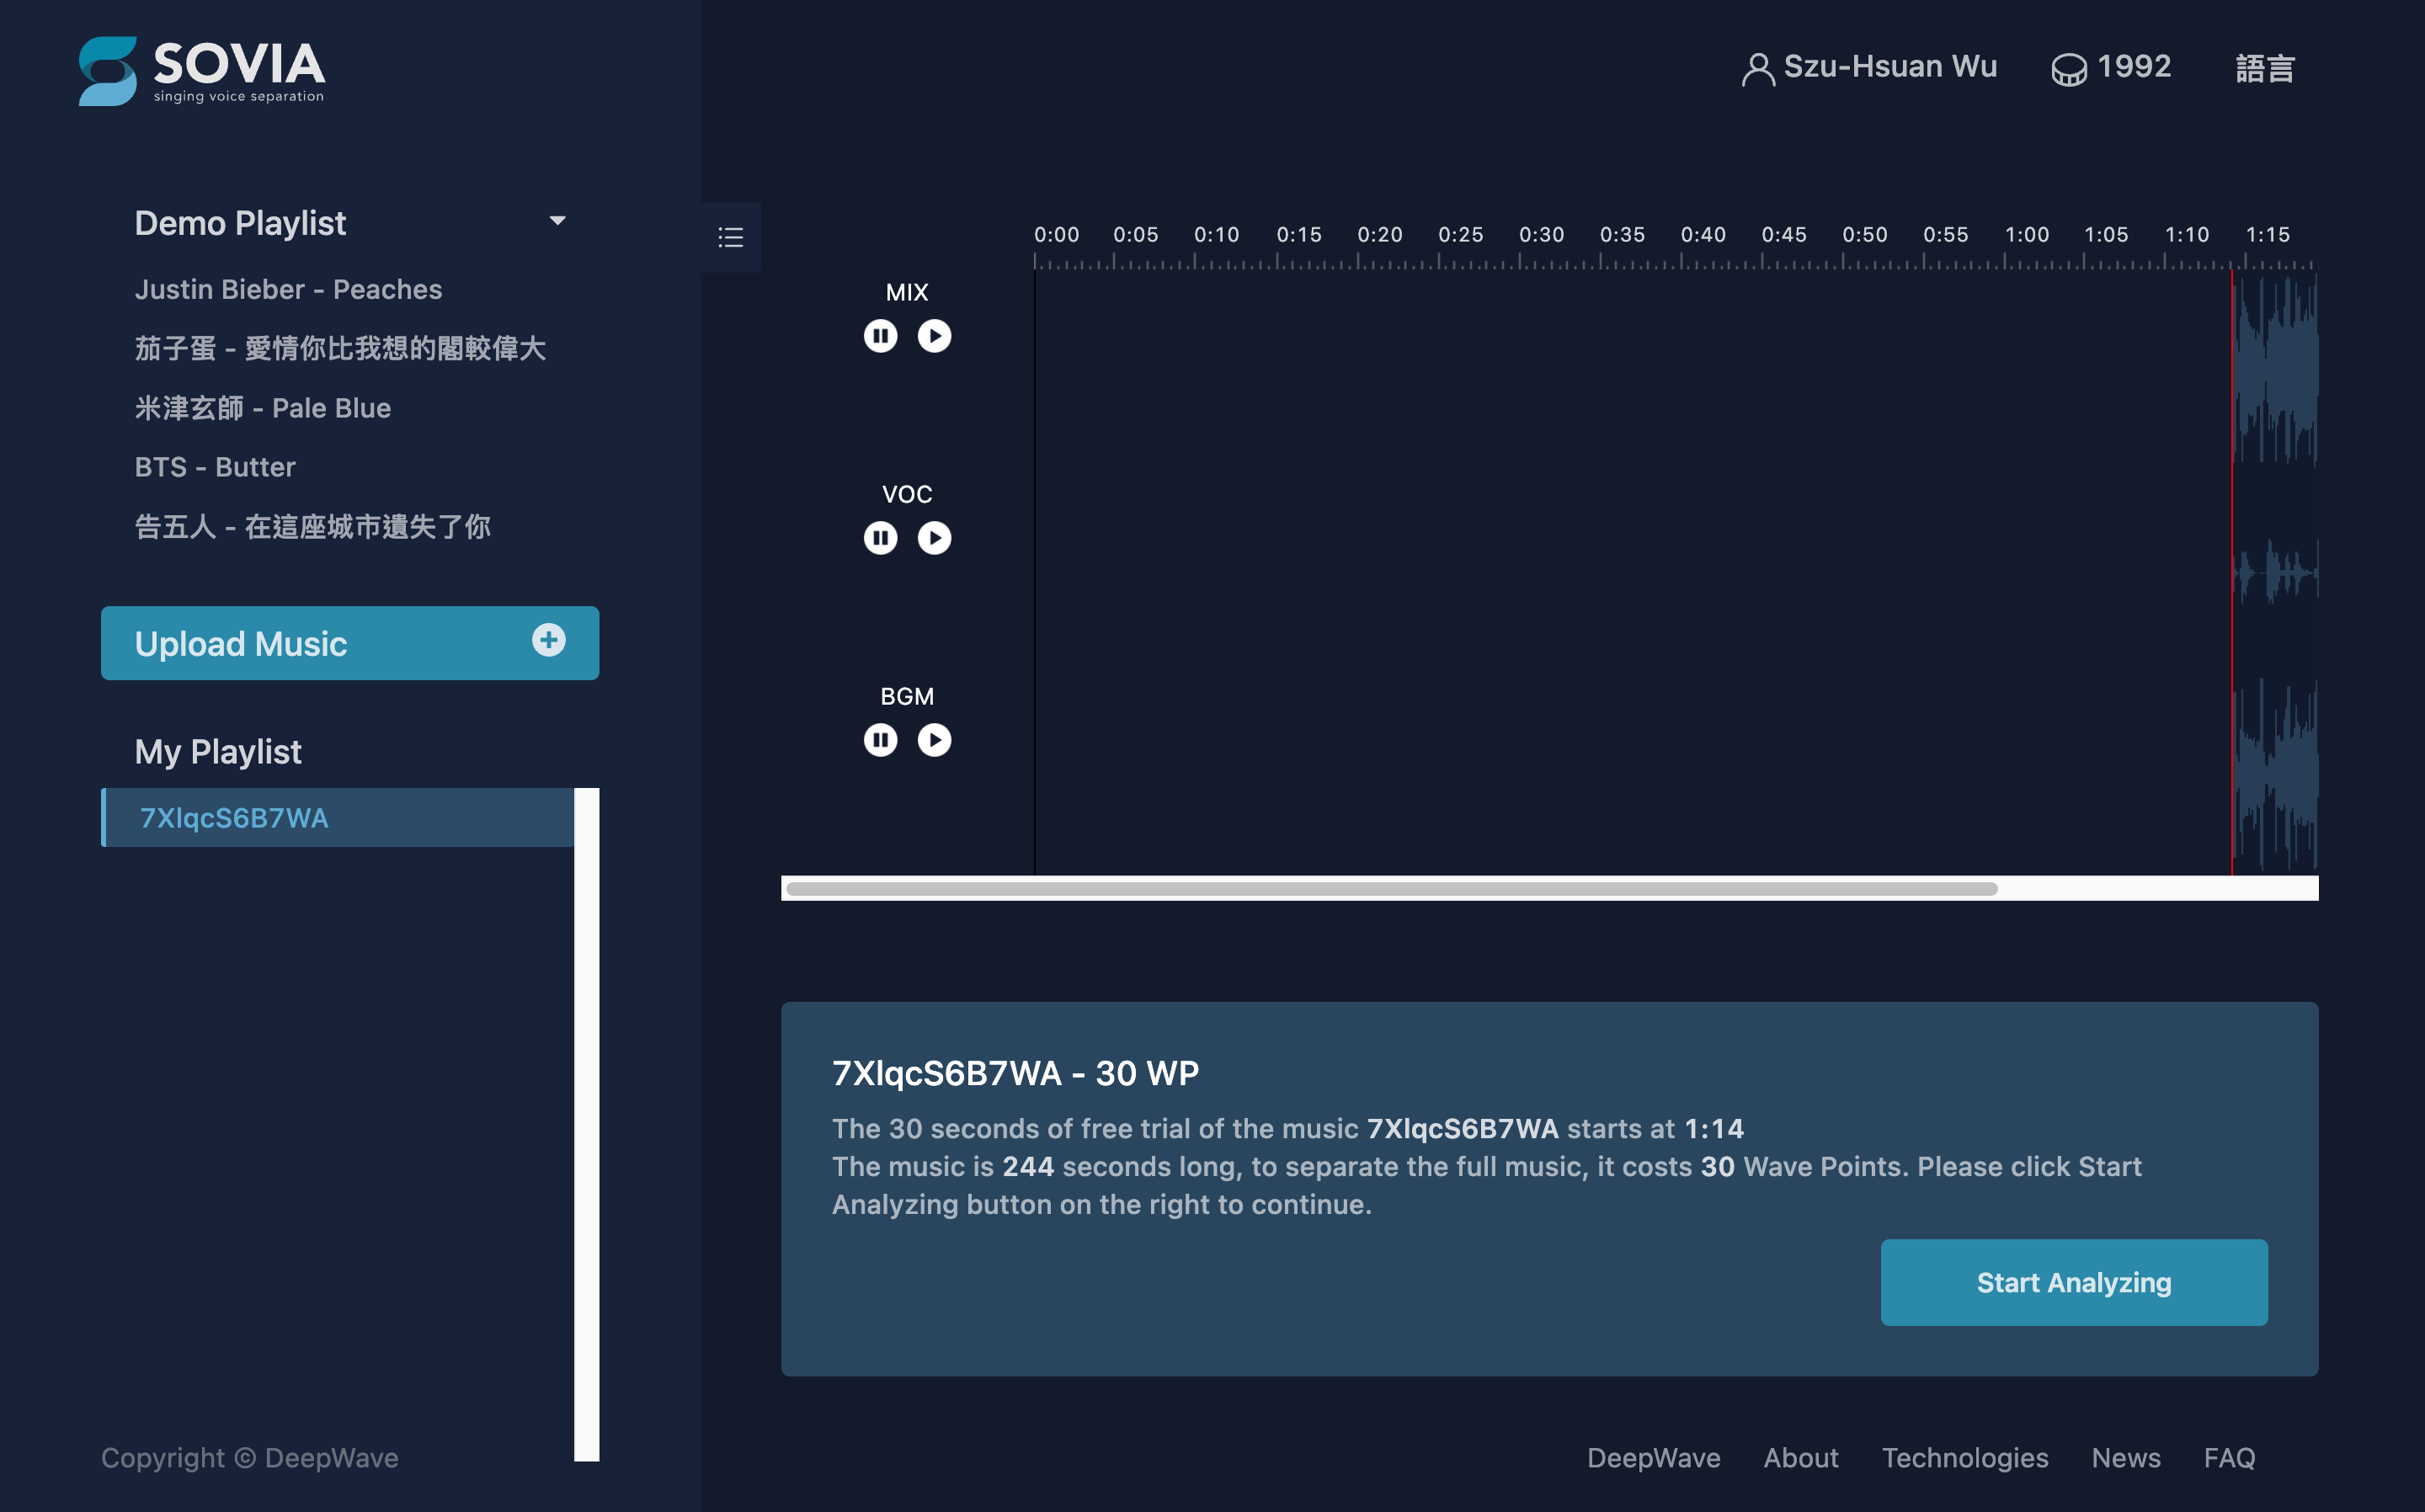 SOVIA
singing voice separation
Szu-Hsuan Wu
1992
語言
Demo Playlist
Justin Bieber - Peaches
茄子蛋 - 愛情你比我想的閣較偉大
米津玄師 - Pale Blue
BTS - Butter
告五人 - 在這座城市遺失了你
Upload Music
My Playlist
7XlqcS6B7WA
0:00 0:05 0:10 0:15 0:20 0:25 0:30 0:35 0:40 0:45 0:50 0:55 1:00 1:05 1:10 1:15
MIX
VOC
BGM
7XlqcS6B7WA - 30 WP
The 30 seconds of free trial of the music 7XlqcS6B7WA starts at 1:14
The music is 244 seconds long, to separate the full music, it costs 30 Wave Points. Please click Start
Analyzing button on the right to continue.
Start Analyzing
Copyright © DeepWave
DeepWave About Technologies News FAQ